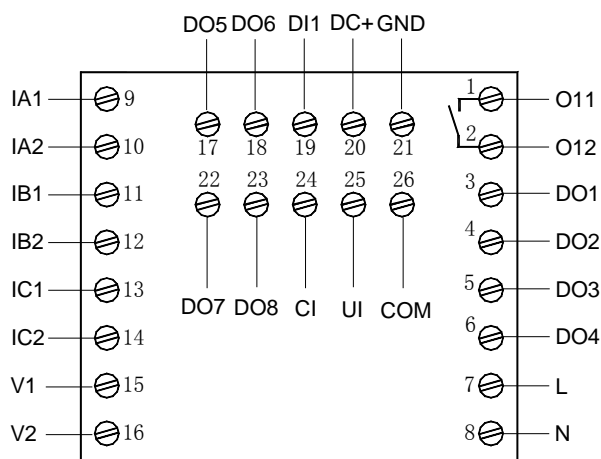 DO5 DO6 DI1 DC+ GND
IA1 9 1 O11
IA2 10 17 18 19 20 21 2 O12
IB1 11 22 23 24 25 26 3 DO1
IB2 12 4 DO2
IC1 13 DO7 DO8 CI UI COM 5 DO3
IC2 14 6 DO4
V1 15 7 L
V2 16 8 N